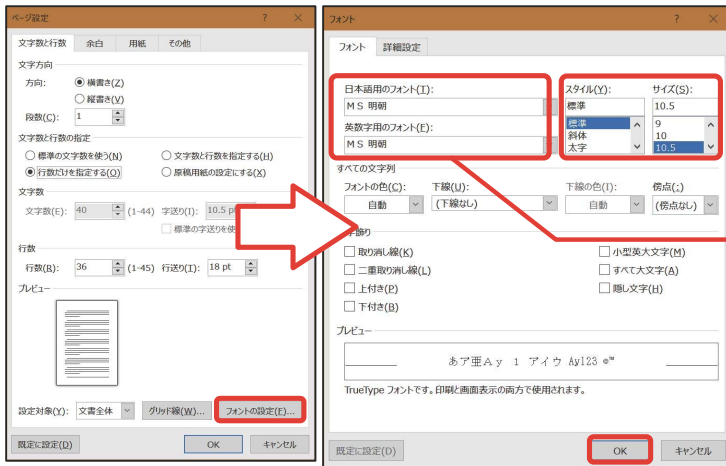 ページ設定 ? ×
文字数と行数 余白 用紙 その他
文字方向
方向: 横書き(Z)
縦書き(V)
段数(C): 1
文字数と行数の指定
標準の文字数を使う(N) 文字数と行数を指定する(H)
行数だけを指定する(O) 原稿用紙の設定にする(X)
文字数
文字数(E): 40 (1-44) 字送り(I): 10.5 pt
標準の字送りを使
行数
行数(R): 36 (1-45) 行送り(T): 18 pt
プレビュー
設定対象(Y): 文書全体 グリッド線(W)... フォントの設定(F)...
既定に設定(D) OK キャンセル
フォント ? ×
フォント 詳細設定
日本語用のフォント(T): スタイル(Y): サイズ(S):
MS 明朝 標準 10.5
英数字用のフォント(F): 標準 9
斜体 10
MS 明朝 太字 10.5
すべての文字列
フォントの色(C): 下線(U): 下線の色(I): 傍点(;)
自動 (下線なし) 自動 (傍点なし)
字飾り
取り消し線(K) 小型英大文字(M)
二重取り消し線(L) すべて大文字(A)
上付き(P) 隠し文字(H)
下付き(B)
プレビュー
あア亜Ay 1 アイウ Ay123 ©™
TrueType フォントです。印刷と画面表示の両方で使用されます。
既定に設定(D) OK キャンセル